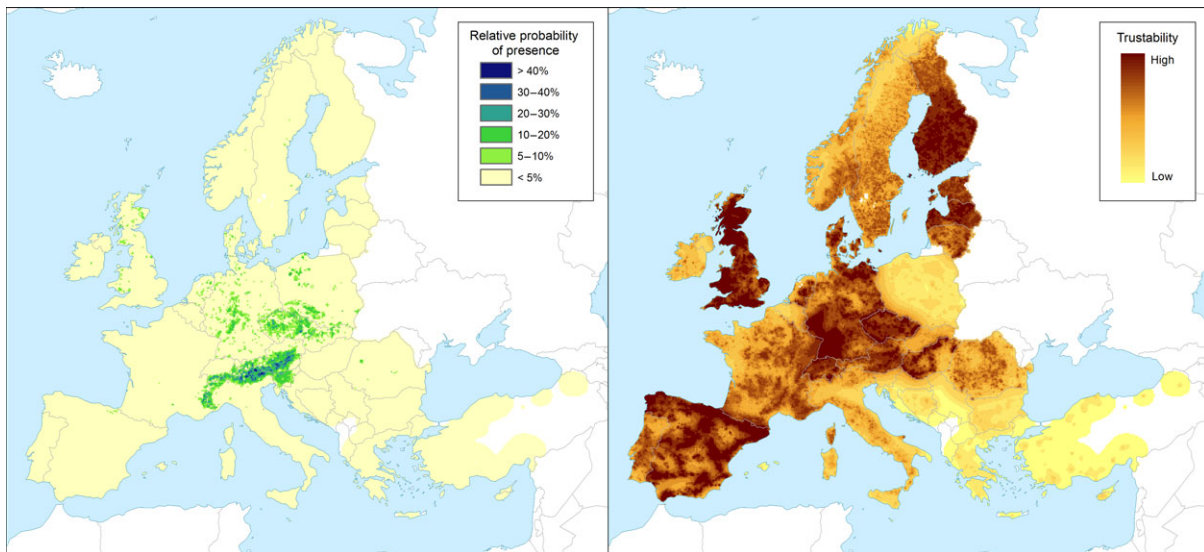 Relative probability
of presence
> 40%
30–40%
20–30%
10–20%
5–10%
< 5%
Trustability
High
Low